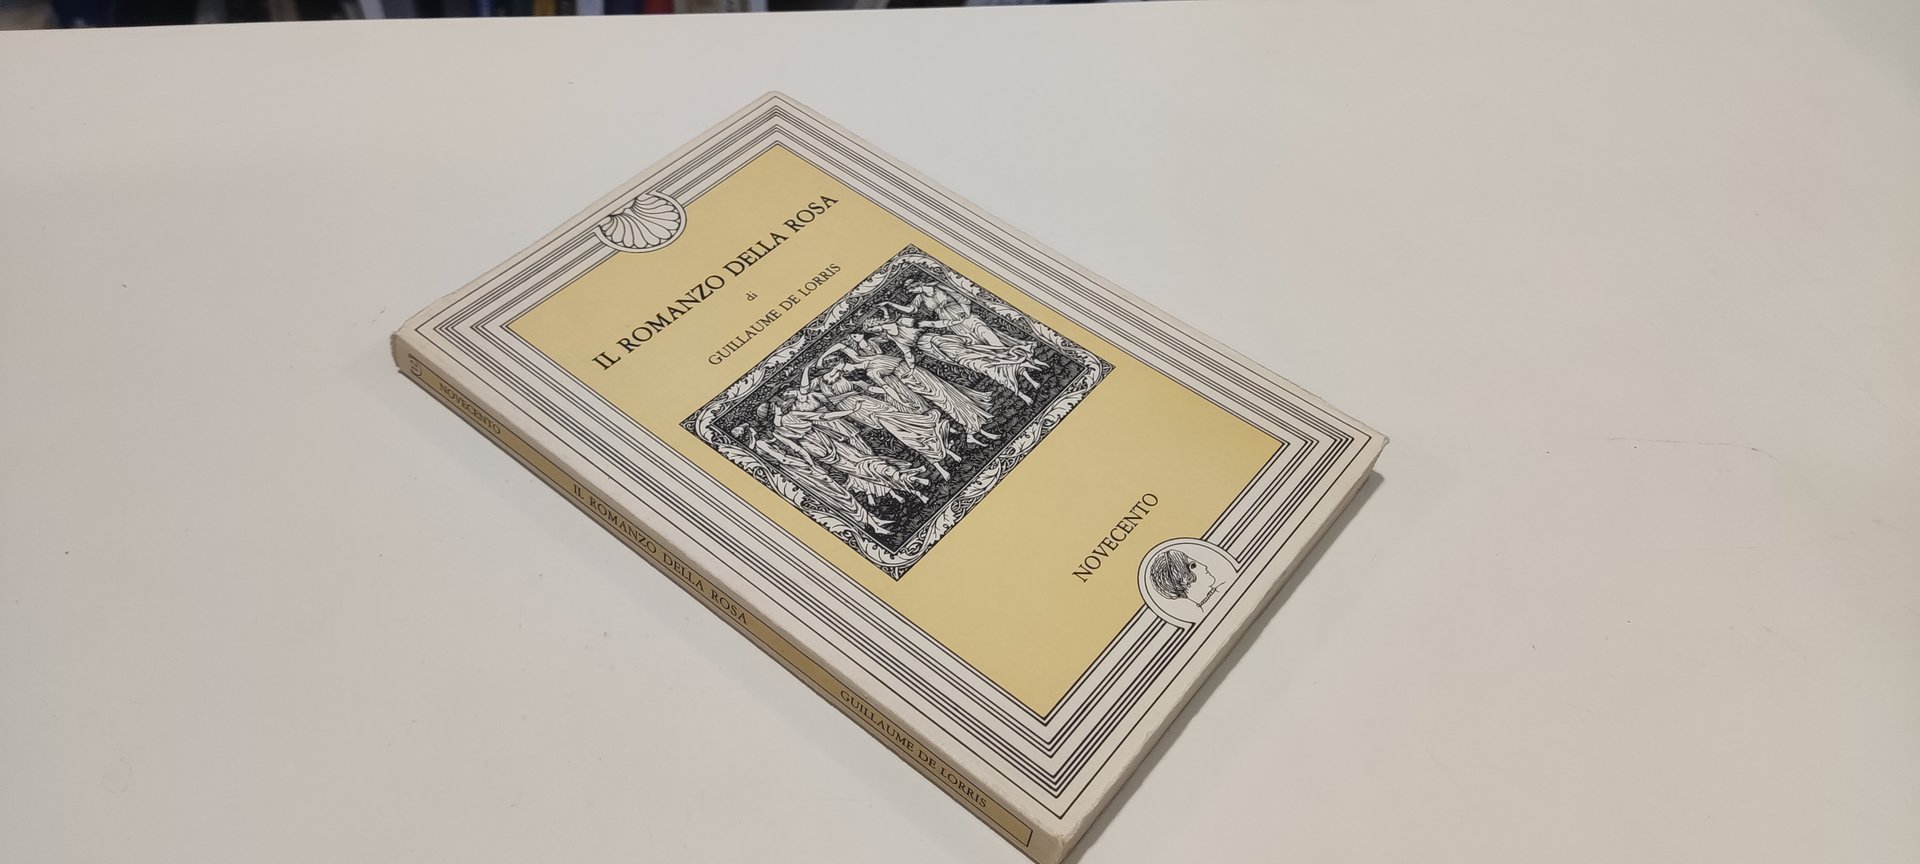 IL ROMANZO DELLA ROSA
di
GUILLAUME DE LORRIS
NOVECENTO
NOVECENTO
IL ROMANZO DELLA ROSA
GUILLAUME DE LORRIS